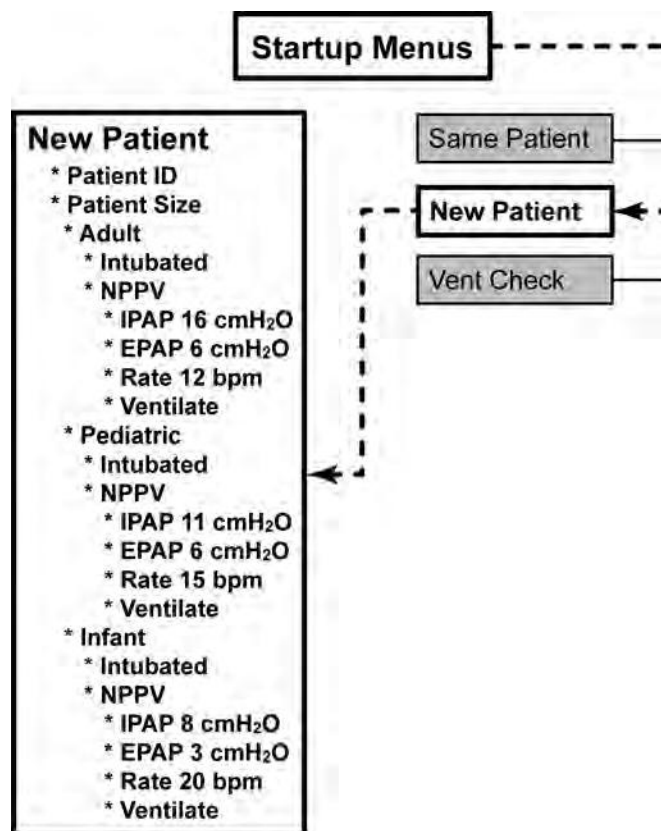 Startup Menus
Same Patient
New Patient
Vent Check
New Patient
* Patient ID
* Patient Size
* Adult
* Intubated
* NPPV
* IPAP 16 cmH₂O
* EPAP 6 cmH₂O
* Rate 12 bpm
* Ventilate
* Pediatric
* Intubated
* NPPV
* IPAP 11 cmH₂O
* EPAP 6 cmH₂O
* Rate 15 bpm
* Ventilate
* Infant
* Intubated
* NPPV
* IPAP 8 cmH₂O
* EPAP 3 cmH₂O
* Rate 20 bpm
* Ventilate